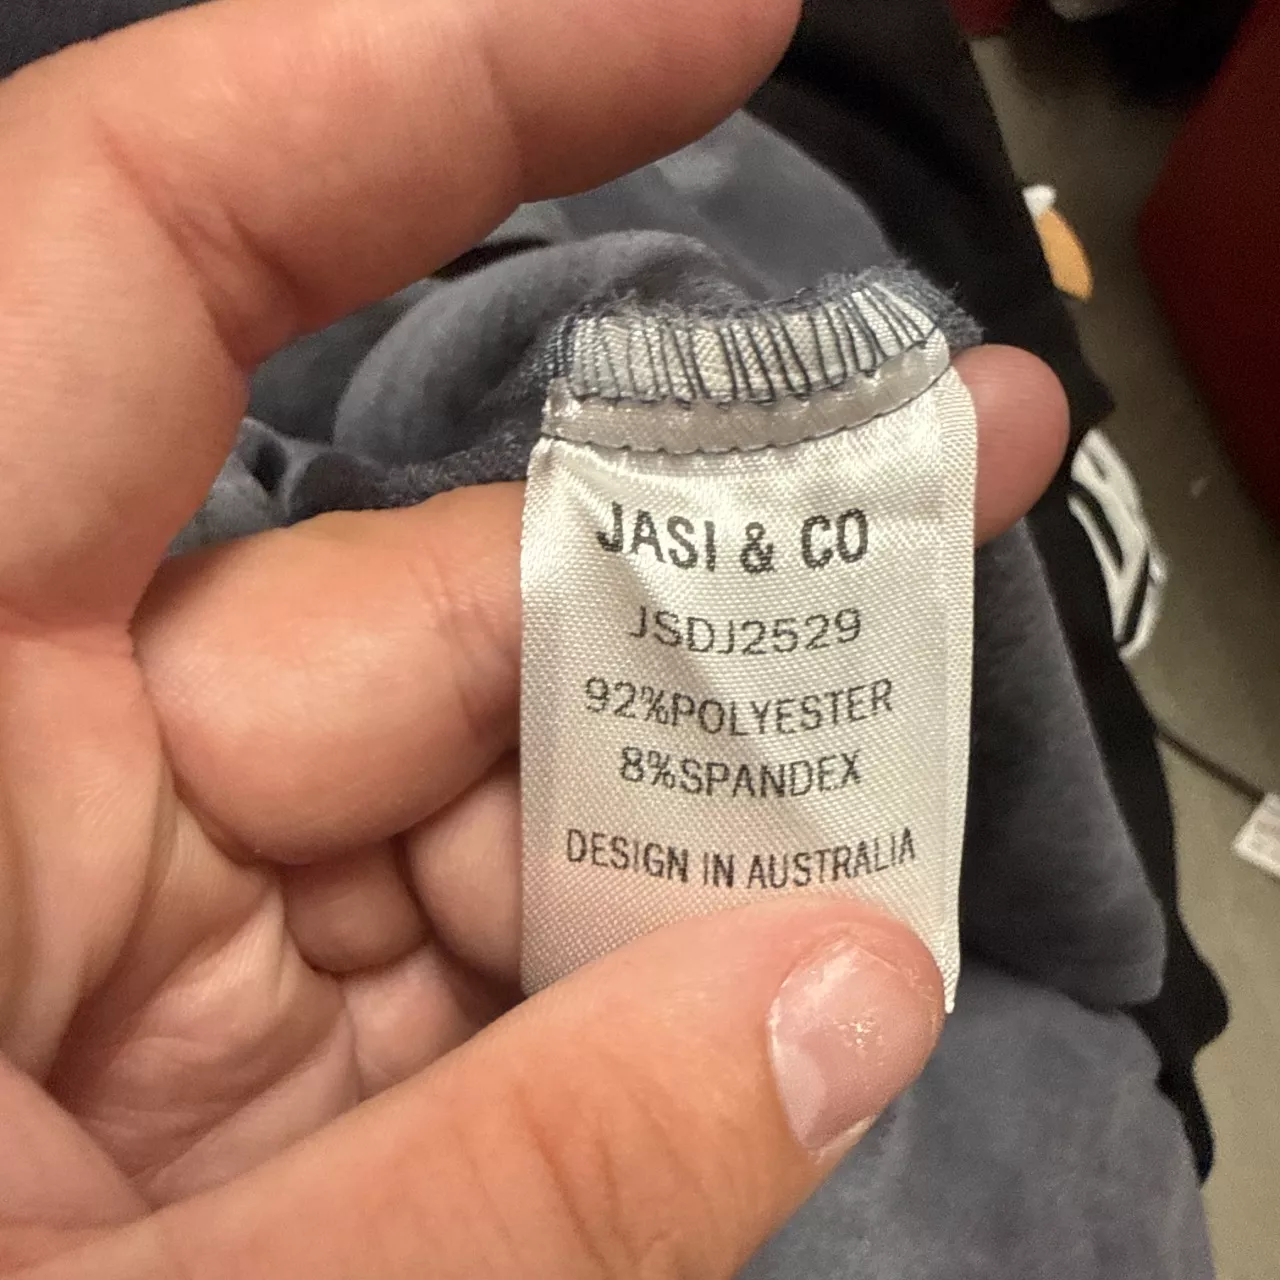 JASI & CO
JSDJ2529
92%POLYESTER
8%SPANDEX
DESIGN IN AUSTRALIA